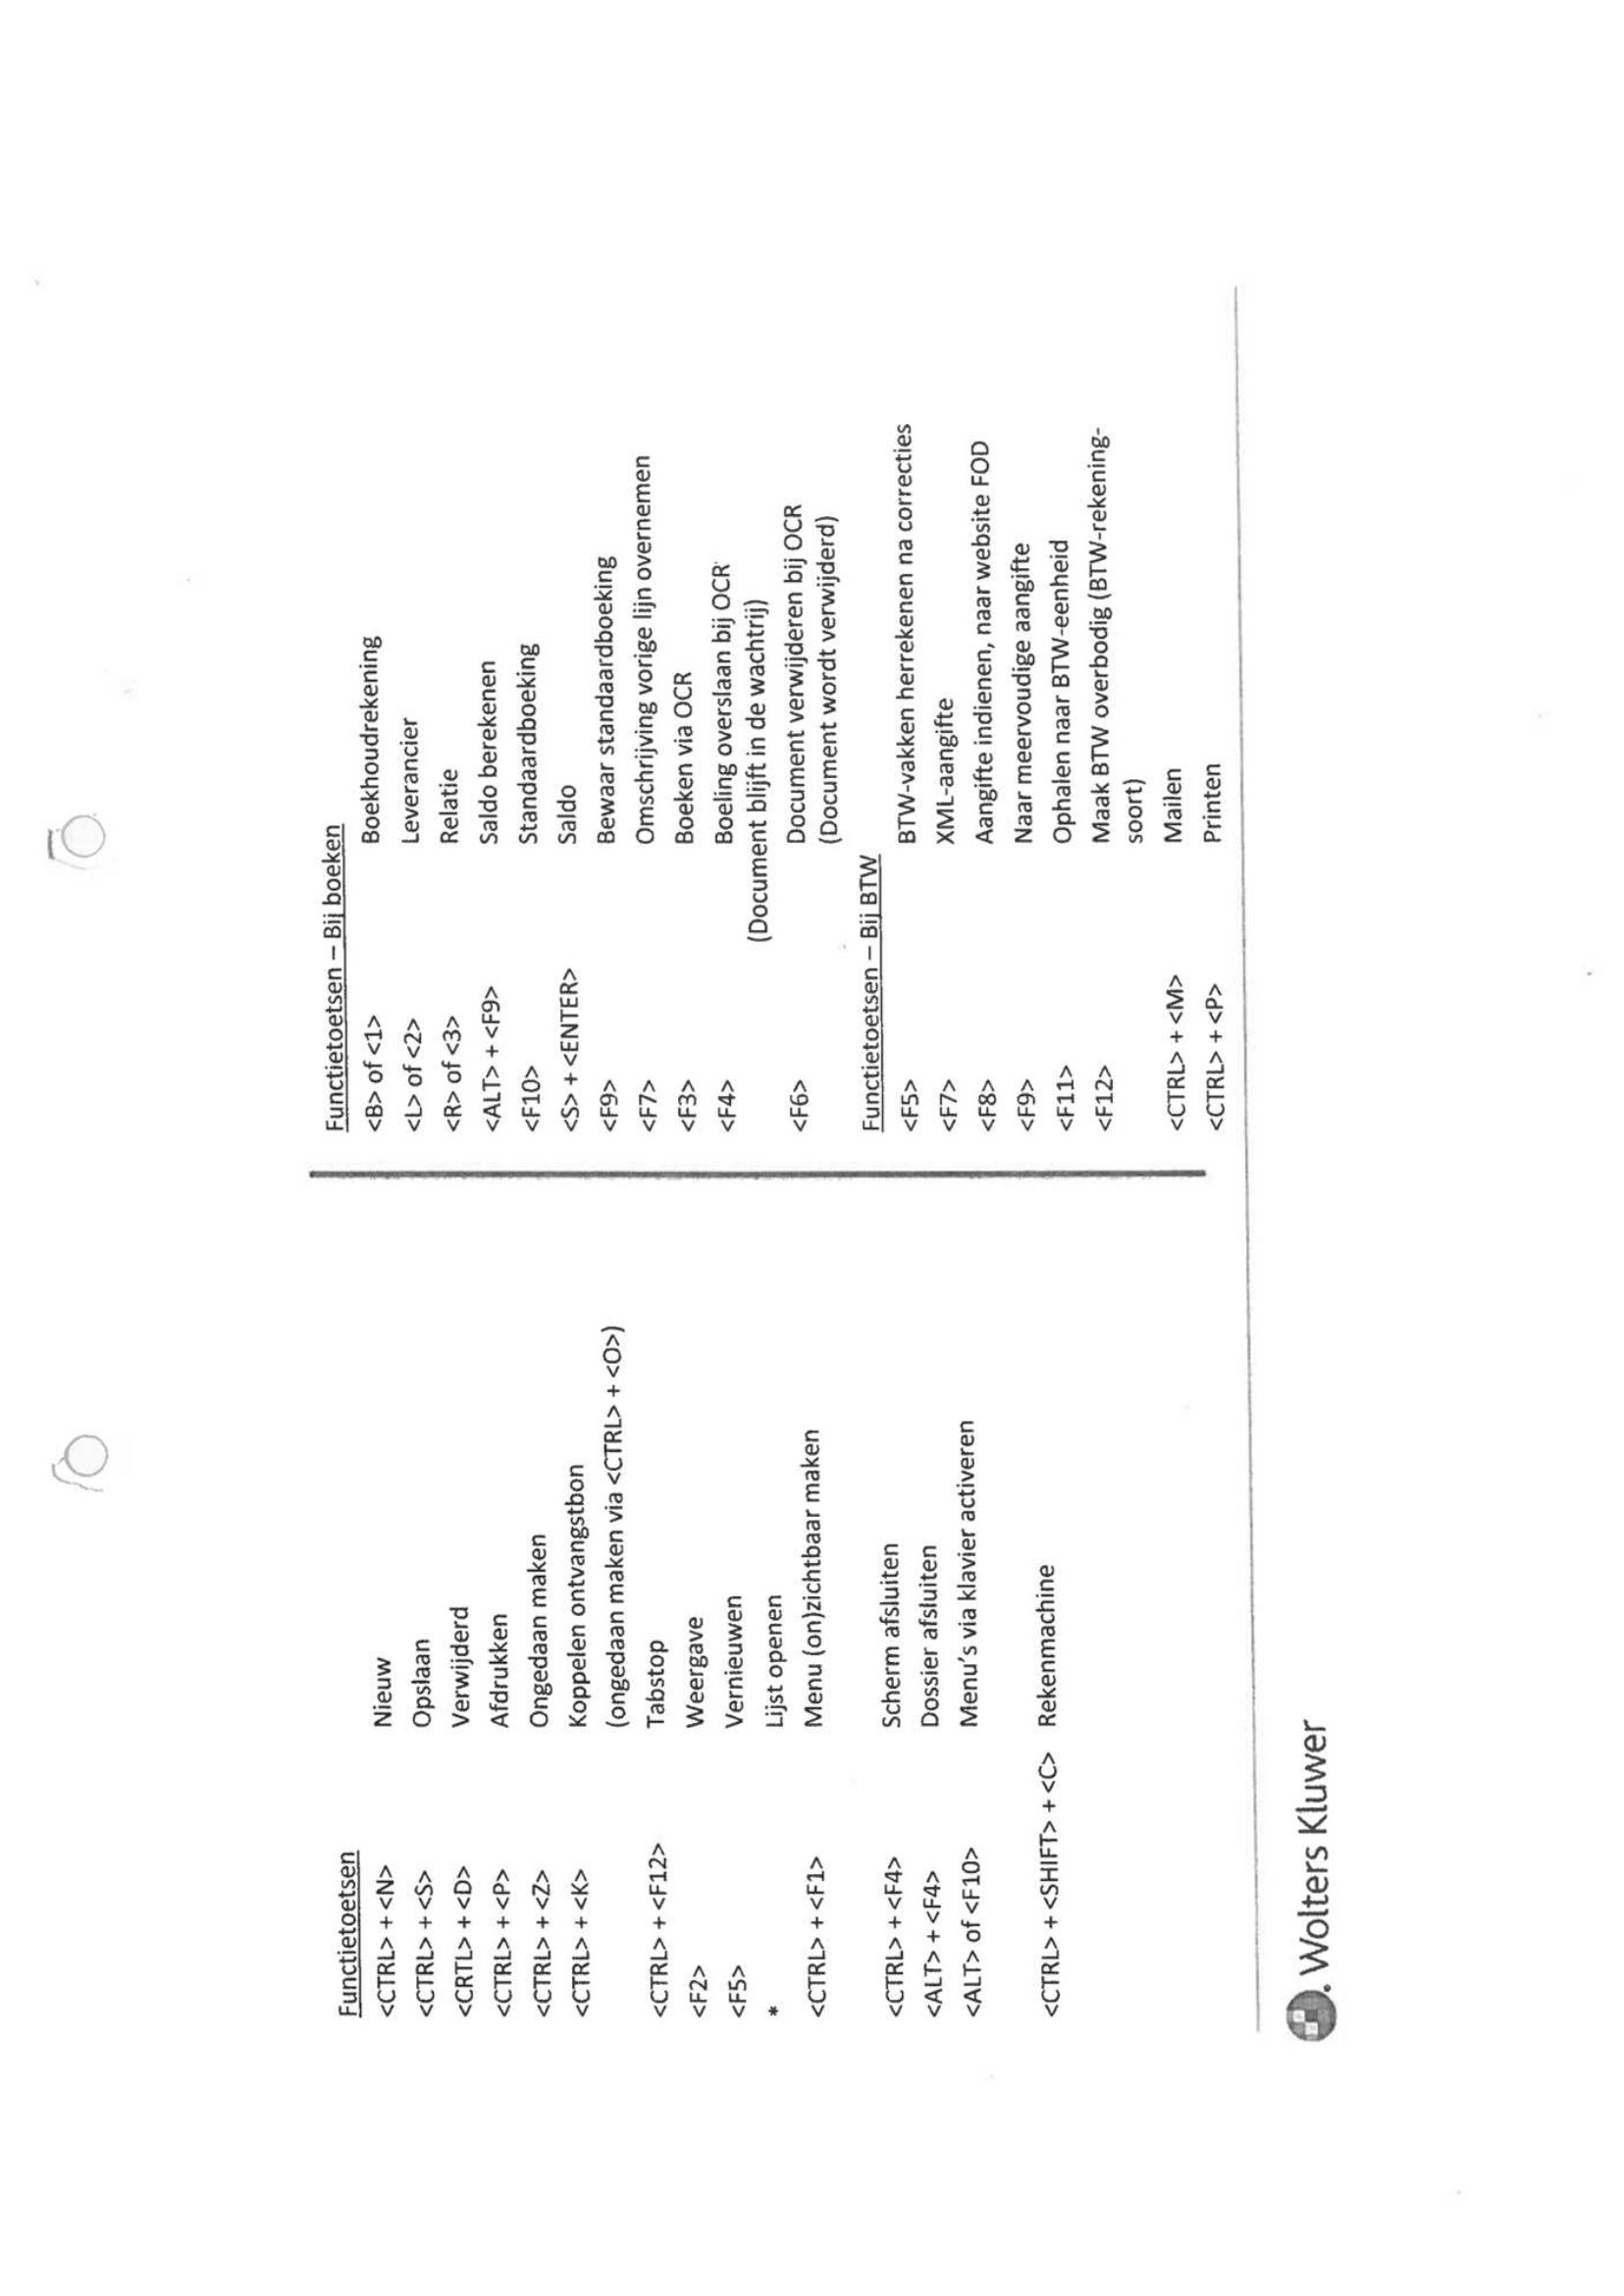 Functietoetsen
<CTRL> + <N> Nieuw
<CTRL> + <S> Opslaan
<CRTL> + <D> Verwijderd
<CTRL> + <P> Afdrukken
<CTRL> + <Z> Ongedaan maken
<CTRL> + <K> Koppelen ontvangstbon
(ongedaan maken via <CTRL> + <O>)
<CTRL> + <F12> Tabstop
<F2> Weergave
<F5> Vernieuwen
* Lijst openen
<CTRL> + <F1> Menu (on)zichtbaar maken
<CTRL> + <F4> Scherm afsluiten
<ALT> + <F4> Dossier afsluiten
<ALT> of <F10> Menu's via klavier activeren
<CTRL> + <SHIFT> + <C> Rekenmachine
Functietoetsen – Bij boeken
<B> of <1> Boekhoudrekening
<L> of <2> Leverancier
<R> of <3> Relatie
<ALT> + <F9> Saldo berekenen
<F10> Standaardboeking
<S> + <ENTER> Saldo
<F9> Bewaar standaardboeking
<F7> Omschrijving vorige lijn overnemen
<F3> Boeken via OCR
<F4> Boeling overslaan bij OCR
(Document blijft in de wachtrij)
<F6> Document verwijderen bij OCR
(Document wordt verwijderd)
Functietoetsen – Bij BTW
<F5> BTW-vakken herrekenen na correcties
<F7> XML-aangifte
<F8> Aangifte indienen, naar website FOD
<F9> Naar meervoudige aangifte
<F11> Ophalen naar BTW-eenheid
<F12> Maak BTW overbodig (BTW-rekening-
soort)
<CTRL> + <M> Mailen
<CTRL> + <P> Printen
Wolters Kluwer